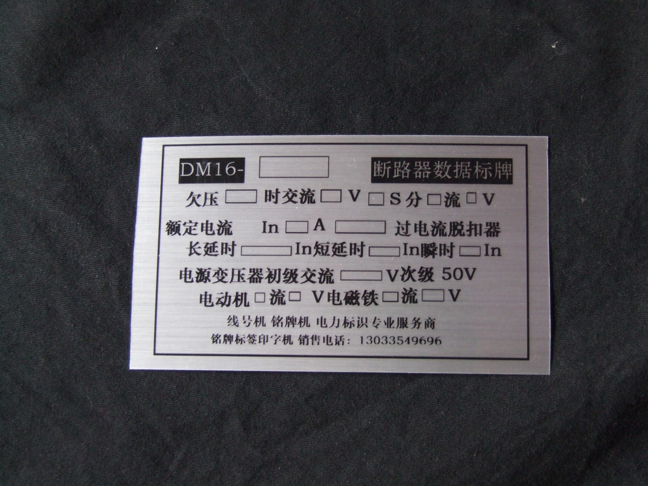 DM16- 断路器数据标牌
欠压 时交流 V S分 流 V
额定电流 In A 过电流脱扣器
长延时 In短延时 In瞬时 In
电源变压器初级交流 V次级 50V
电动机 流 V电磁铁 流 V
线号机 铭牌机 电力标识专业服务商
铭牌标签印字机 销售电话：13033549696